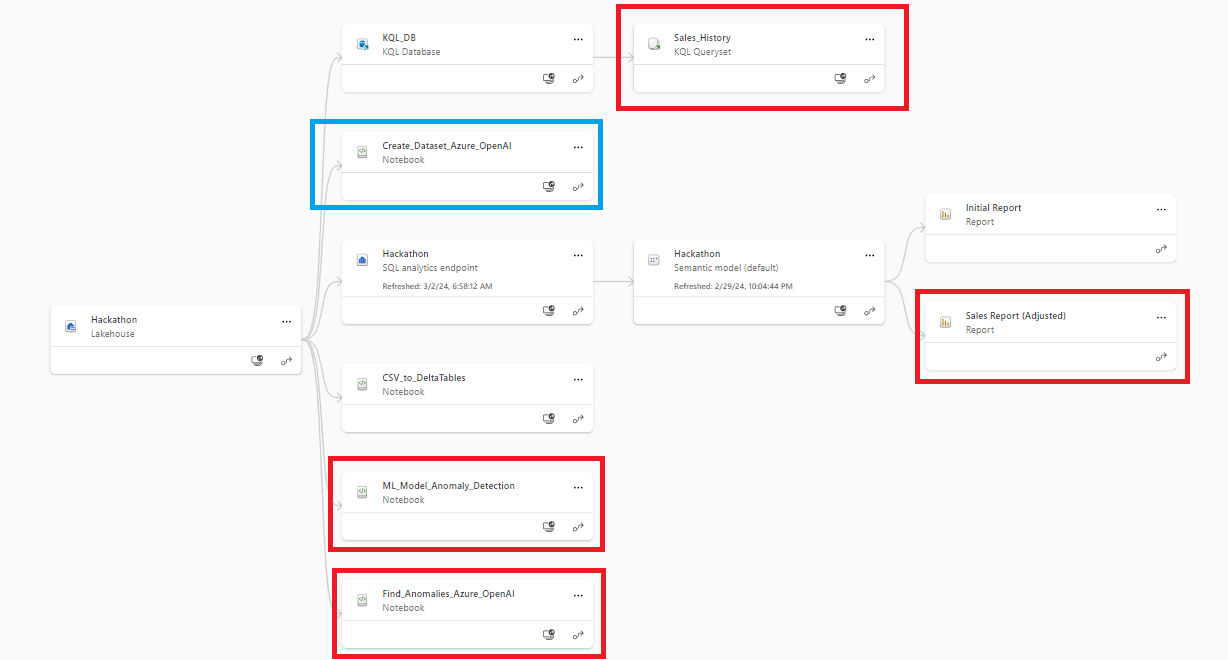 KQL_DB
KQL Database
Sales_History
KQL Queryset
Create_Dataset_Azure_OpenAI
Notebook
Initial Report
Report
Hackathon
SQL analytics endpoint
Refreshed: 3/2/24, 6:58:12 AM
Hackathon
Semantic model (default)
Refreshed: 2/29/24, 10:04:44 PM
Hackathon
Lakehouse
Sales Report (Adjusted)
Report
CSV_to_DeltaTables
Notebook
ML_Model_Anomaly_Detection
Notebook
Find_Anomalies_Azure_OpenAI
Notebook